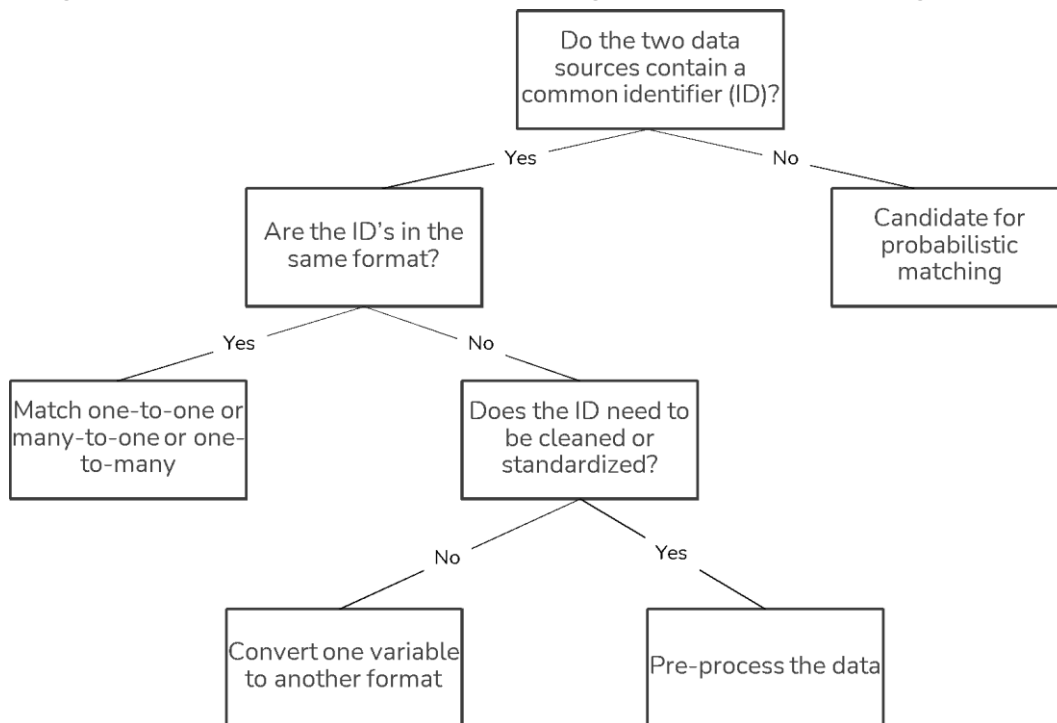 Do the two data
sources contain a
common identifier (ID)?
Yes
No
Are the ID's in the
same format?
Candidate for
probabilistic
matching
Yes
No
Match one-to-one or
many-to-one or one-
to-many
Does the ID need to
be cleaned or
standardized?
No
Yes
Convert one variable
to another format
Pre-process the data